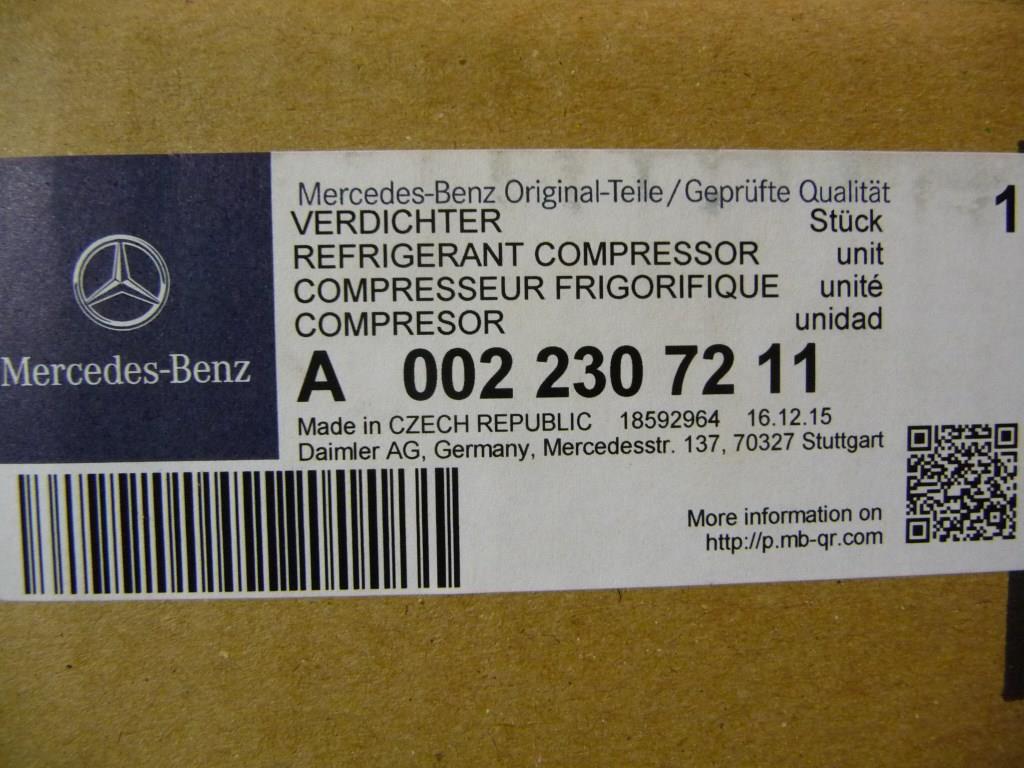 Mercedes-Benz
Mercedes-Benz Original-Teile/Geprüfte Qualität
VERDICHTER Stück 1
REFRIGERANT COMPRESSOR unit
COMPRESSEUR FRIGORIFIQUE unité
COMPRESOR unidad
A 002 230 72 11
Made in CZECH REPUBLIC 18592964 16.12.15
Daimler AG, Germany, Mercedesstr. 137, 70327 Stuttgart
More information on
http://p.mb-qr.com